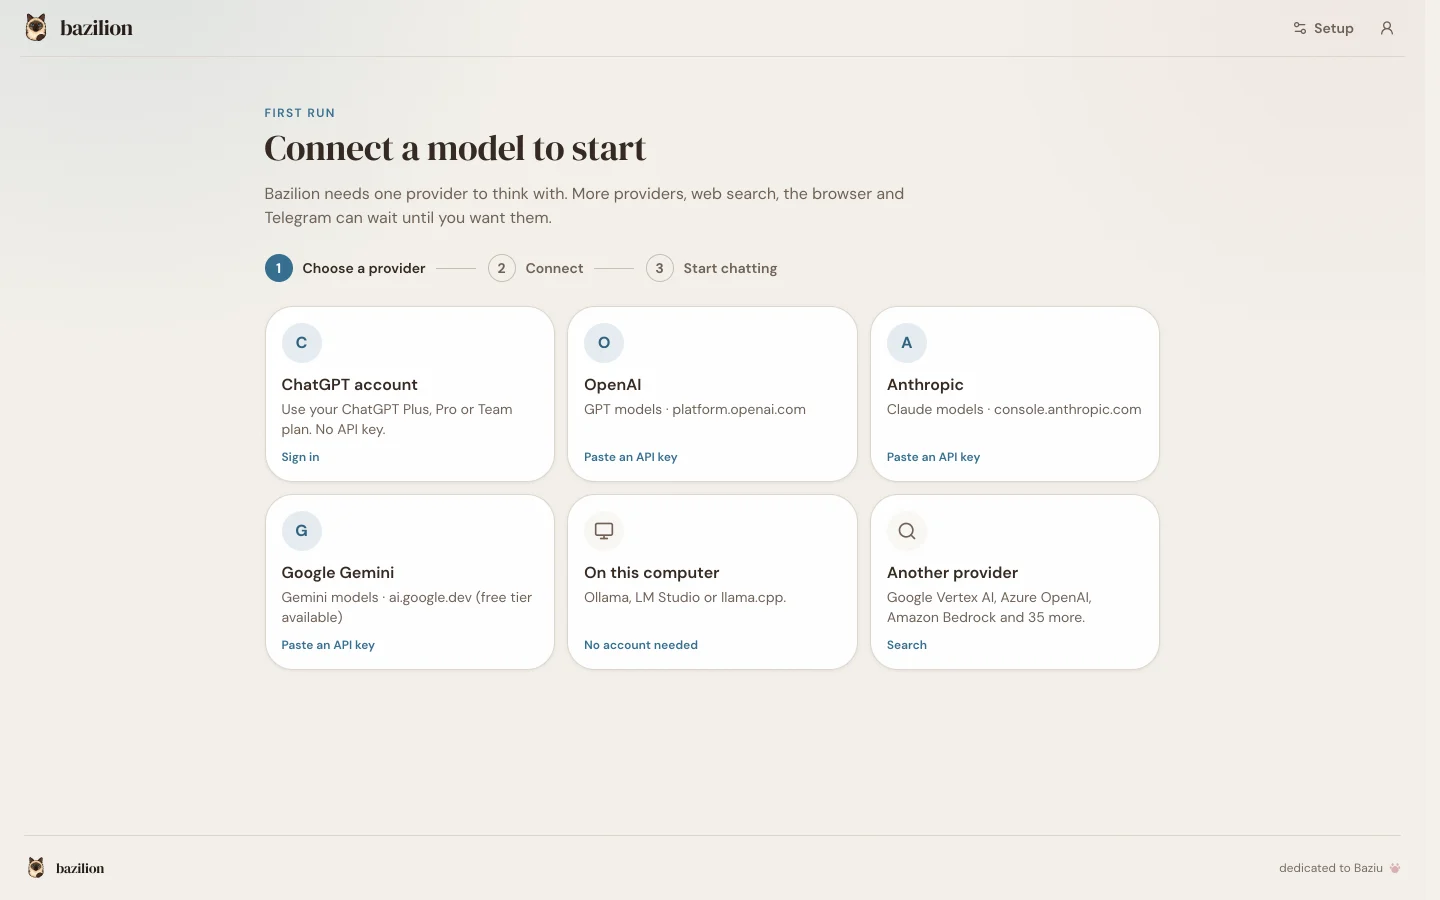 bazilion
Setup
FIRST RUN
Connect a model to start
Bazilion needs one provider to think with. More providers, web search, the browser and
Telegram can wait until you want them.
1 Choose a provider
2 Connect
3 Start chatting
C
ChatGPT account
Use your ChatGPT Plus, Pro or Team
plan. No API key.
Sign in
O
OpenAI
GPT models · platform.openai.com
Paste an API key
A
Anthropic
Claude models · console.anthropic.com
Paste an API key
G
Google Gemini
Gemini models · ai.google.dev (free tier
available)
Paste an API key
On this computer
Ollama, LM Studio or llama.cpp.
No account needed
Another provider
Google Vertex AI, Azure OpenAI,
Amazon Bedrock and 35 more.
Search
bazilion
dedicated to Baziu